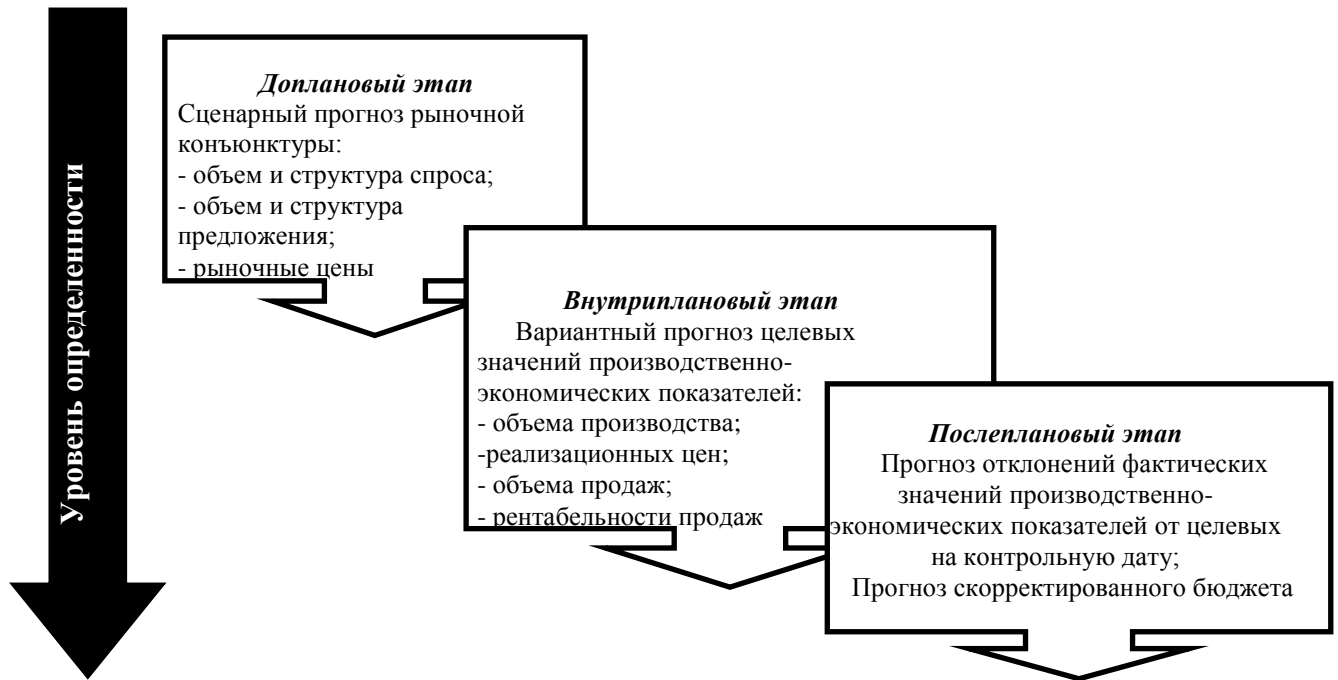 Уровень определенности
Доплановый этап
Сценарный прогноз рыночной
конъюнктуры:
- объем и структура спроса;
- объем и структура
предложения;
- рыночные цены
Внутриплановый этап
Вариантный прогноз целевых
значений производственно-
экономических показателей:
- объема производства;
-реализационных цен;
- объема продаж;
- рентабельности продаж
Послеплановый этап
Прогноз отклонений фактических
значений производственно-
экономических показателей от целевых
на контрольную дату;
Прогноз скорректированного бюджета